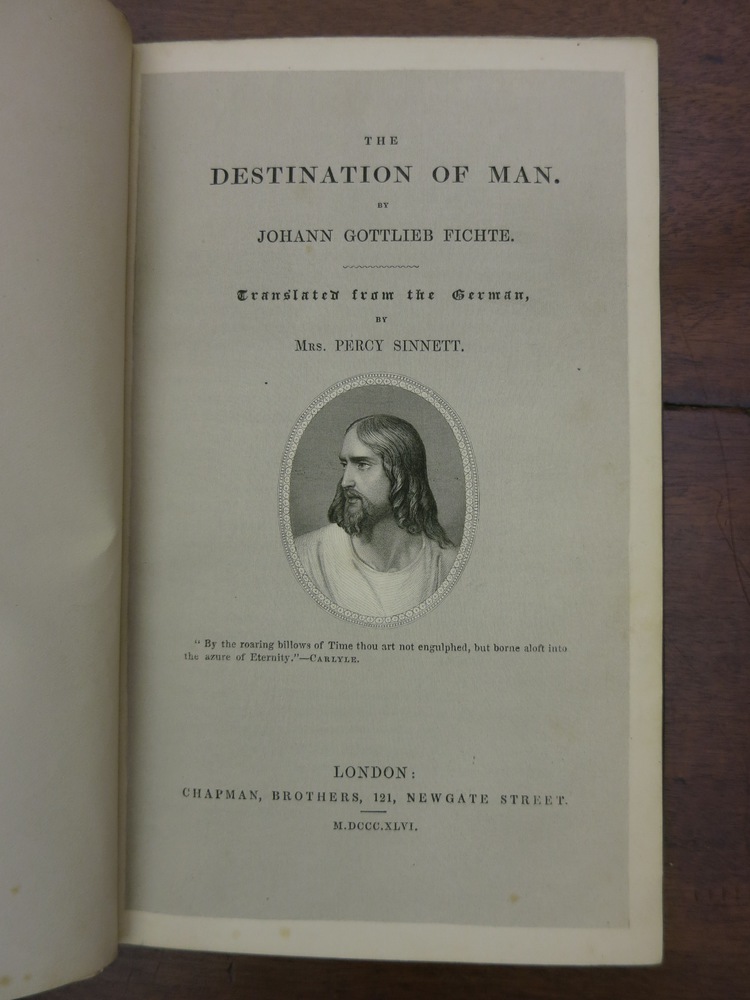 THE
DESTINATION OF MAN.
BY
JOHANN GOTTLIEB FICHTE.
Translated from the German,
BY
MRS. PERCY SINNETT.
“ By the roaring billows of Time thou art not engulphed, but borne aloft into
the azure of Eternity.”—CARLYLE.
LONDON:
CHAPMAN, BROTHERS, 121, NEWGATE STREET.
M.DCCC.XLVI.